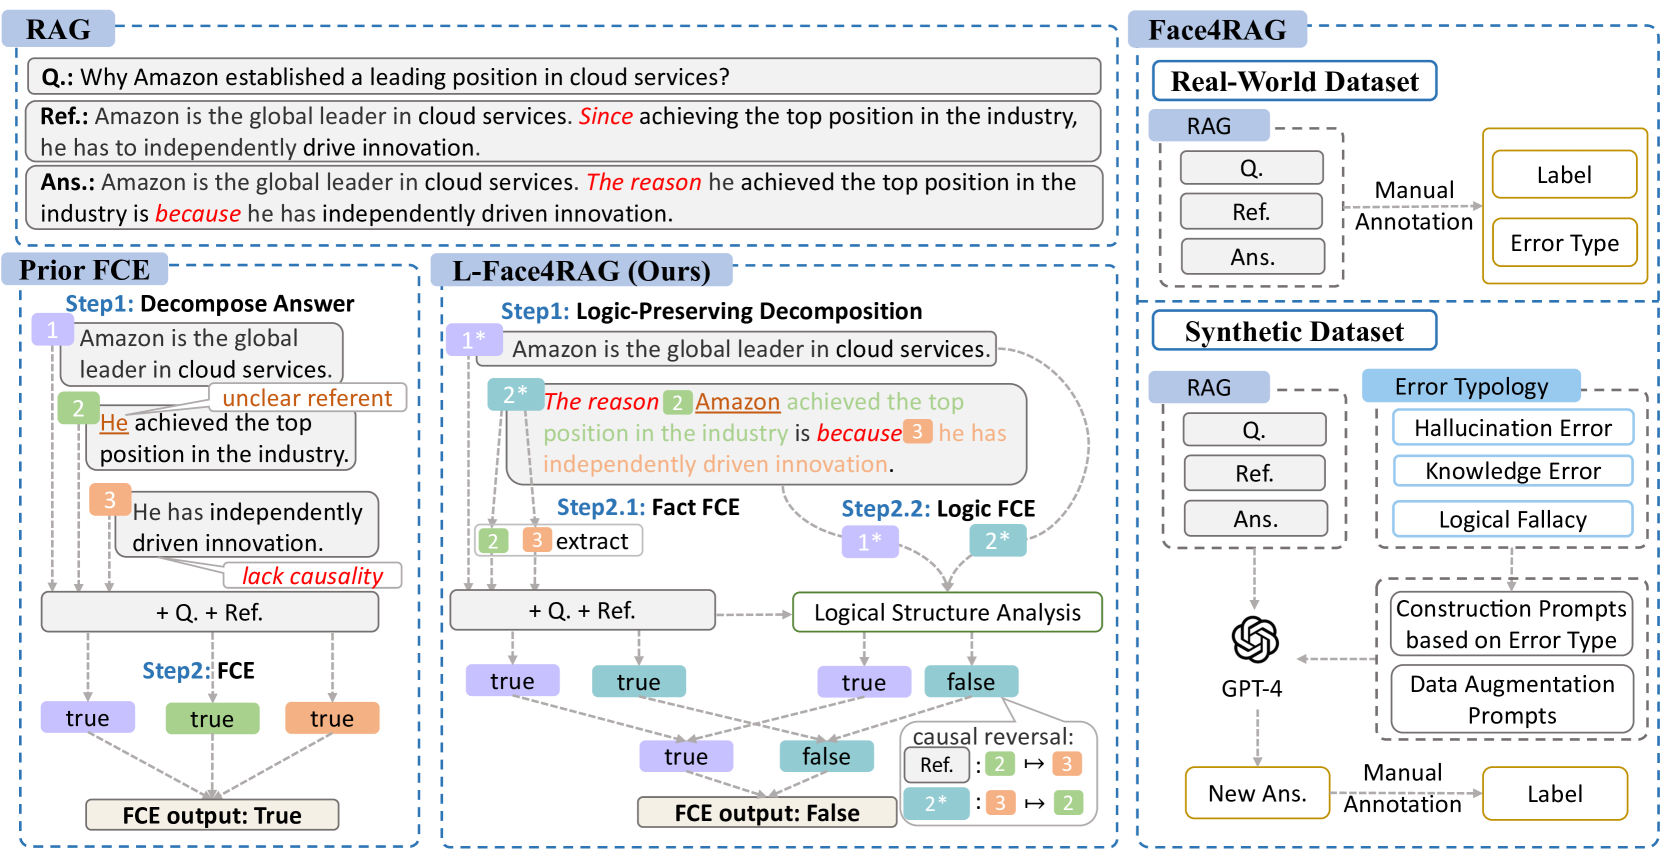 RAG
Q.: Why Amazon established a leading position in cloud services?
Ref.: Amazon is the global leader in cloud services. Since achieving the top position in the industry,
he has to independently drive innovation.
Ans.: Amazon is the global leader in cloud services. The reason he achieved the top position in the
industry is because he has independently driven innovation.
Prior FCE
Step1: Decompose Answer
1
Amazon is the global
leader in cloud services.
unclear referent
2
He achieved the top
position in the industry.
3
He has independently
driven innovation.
lack causality
+ Q. + Ref.
Step2: FCE
true
true
true
FCE output: True
L-Face4RAG (Ours)
Step1: Logic-Preserving Decomposition
1*
Amazon is the global leader in cloud services.
2*
The reason 2 Amazon achieved the top
position in the industry is because 3 he has
independently driven innovation.
Step2.1: Fact FCE
2 3 extract
Step2.2: Logic FCE
1*
2*
+ Q. + Ref.
Logical Structure Analysis
true
true
true
false
true
false
causal reversal:
Ref. : 2 ↦ 3
2* : 3 ↦ 2
FCE output: False
Face4RAG
Real-World Dataset
RAG
Q.
Ref.
Ans.
Manual
Annotation
Label
Error Type
Synthetic Dataset
RAG
Q.
Ref.
Ans.
Error Typology
Hallucination Error
Knowledge Error
Logical Fallacy
Construction Prompts
based on Error Type
Data Augmentation
Prompts
GPT-4
New Ans.
Manual
Annotation
Label